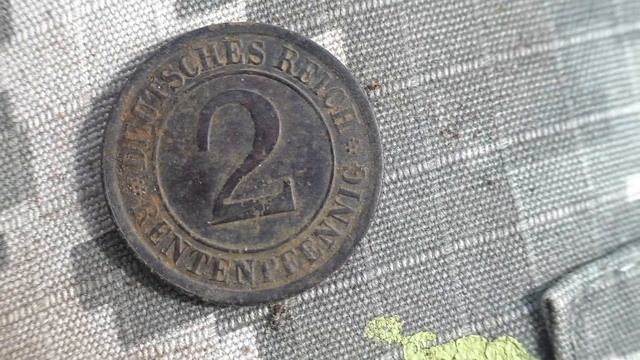 DEUTSCHES REICH
2
RENTENPFENNIG